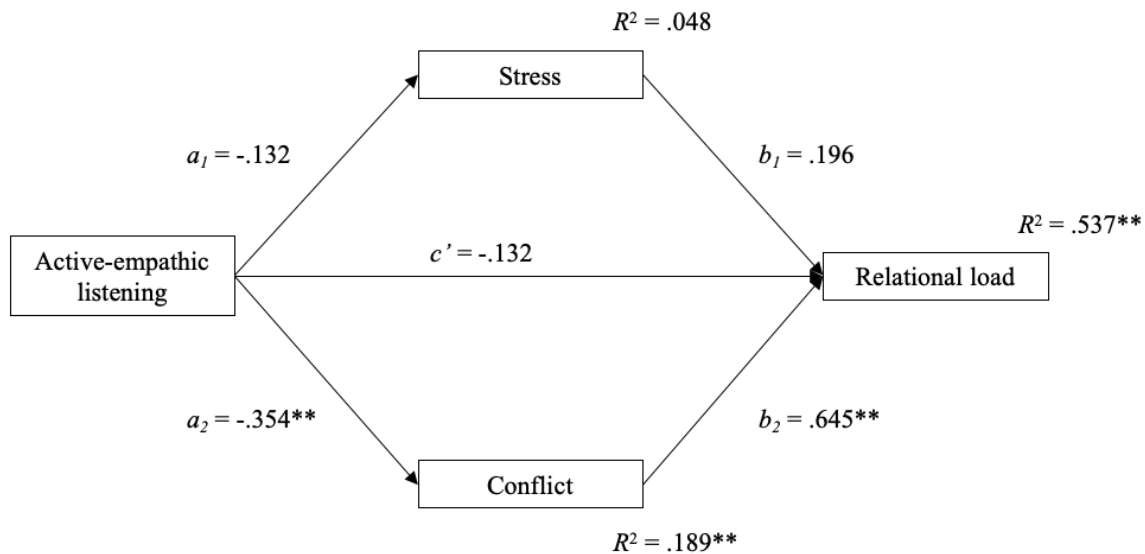 R² = .048
Stress
a₁ = -.132
b₁ = .196
R² = .537**
c’ = -.132
Active-empathic
listening
Relational load
a₂ = -.354**
b₂ = .645**
Conflict
R² = .189**